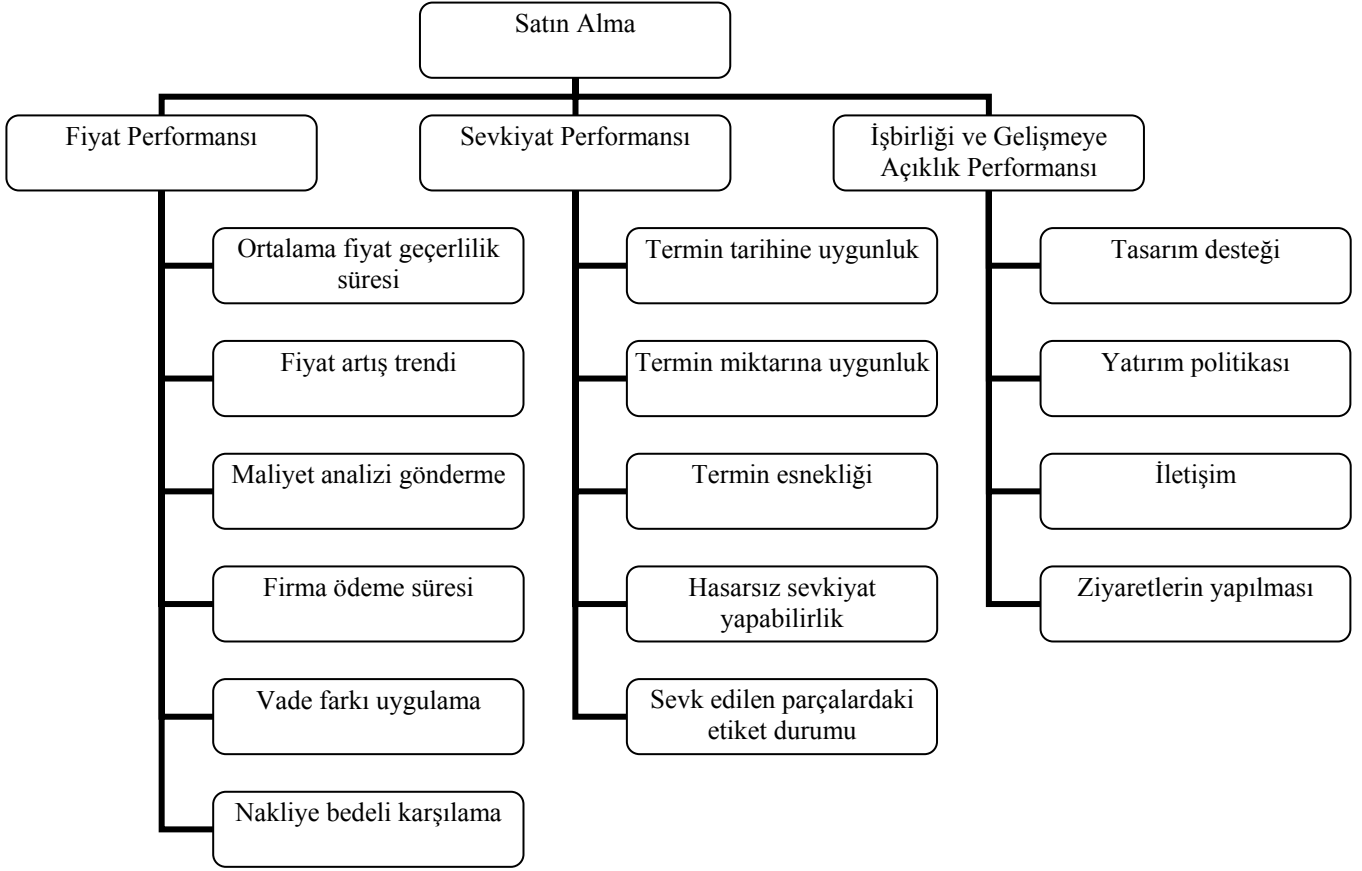 Satın Alma
Fiyat Performansı
Sevkiyat Performansı
İşbirliği ve Gelişmeye
Açıklık Performansı
Ortalama fiyat geçerlilik
süresi
Fiyat artış trendi
Maliyet analizi gönderme
Firma ödeme süresi
Vade farkı uygulama
Nakliye bedeli karşılama
Termin tarihine uygunluk
Termin miktarına uygunluk
Termin esnekliği
Hasarsız sevkiyat
yapabilirlik
Sevk edilen parçalardaki
etiket durumu
Tasarım desteği
Yatırım politikası
İletişim
Ziyaretlerin yapılması